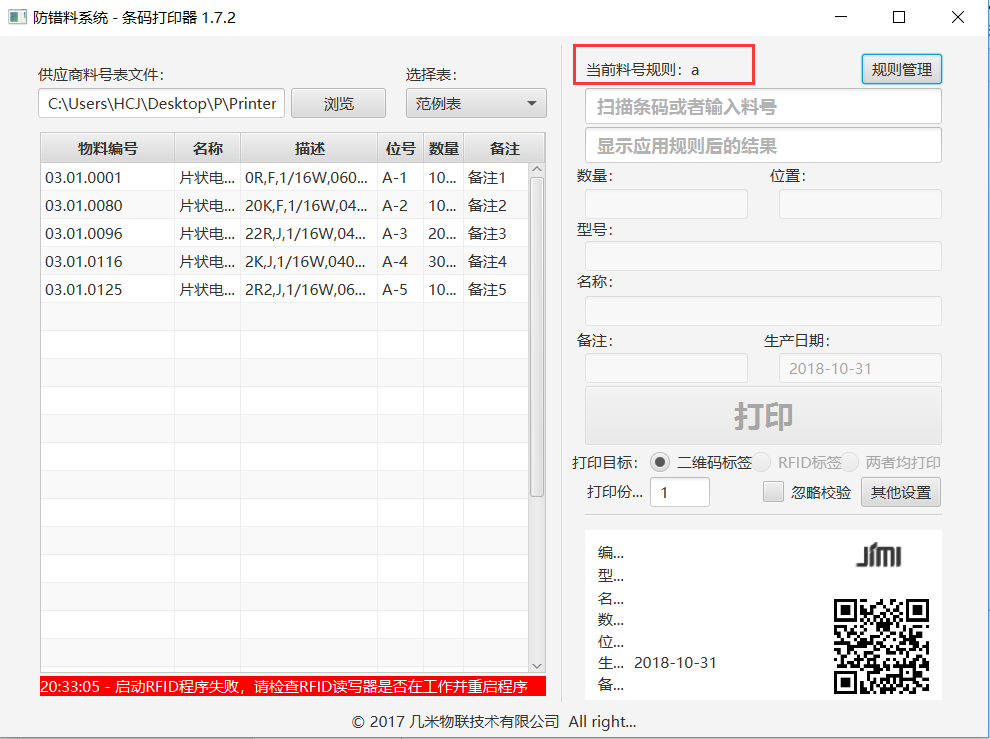 防错料系统 - 条码打印器 1.7.2
供应商料号表文件：
选择表：
C:\Users\HCJ\Desktop\P\Printer
浏览
范例表
物料编号 名称 描述 位号 数量 备注
03.01.0001 片状电... 0R,F,1/16W,060... A-1 10... 备注1
03.01.0080 片状电... 20K,F,1/16W,04... A-2 10... 备注2
03.01.0096 片状电... 22R,J,1/16W,04... A-3 20... 备注3
03.01.0116 片状电... 2K,J,1/16W,040... A-4 30... 备注4
03.01.0125 片状电... 2R2,J,1/16W,06... A-5 10... 备注5
20:33:05 - 启动RFID程序失败，请检查RFID读写器是否在工作并重启程序
当前料号规则：a
规则管理
扫描条码或者输入料号
显示应用规则后的结果
数量：
位置：
型号：
名称：
备注：
生产日期：
2018-10-31
打印
打印目标： 二维码标签 RFID标签 两者均打印
打印份... 1 忽略校验 其他设置
编...
型...
名...
数...
位...
生... 2018-10-31
备...
Jimi
© 2017 几米物联技术有限公司 All right...